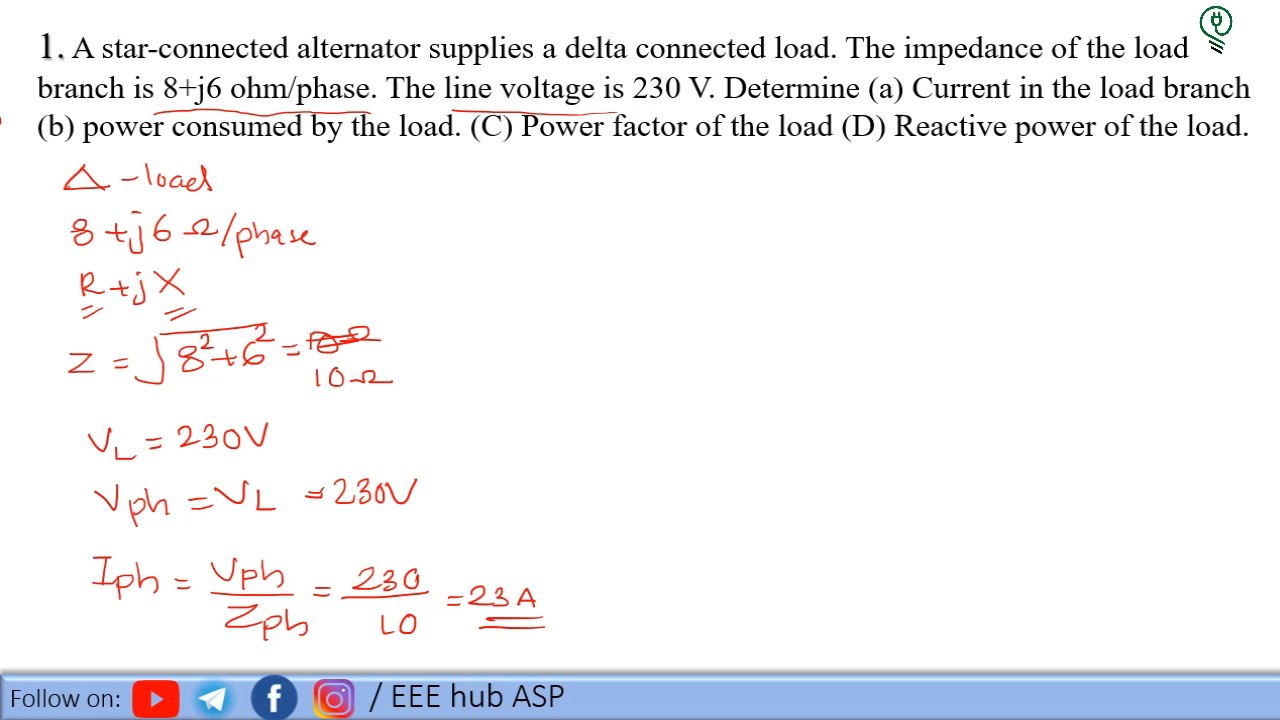 1. A star-connected alternator supplies a delta connected load. The impedance of the load
branch is 8+j6 ohm/phase. The line voltage is 230 V. Determine (a) Current in the load branch
(b) power consumed by the load. (C) Power factor of the load (D) Reactive power of the load.
Δ - load
8 + j6 Ω/phase
R + jX
Z = √8²+6² = 10Ω
10Ω
VL = 230V
Vph = VL = 230V
Iph = Vph/Zph = 230/10 = 23A
Follow on: / EEE hub ASP